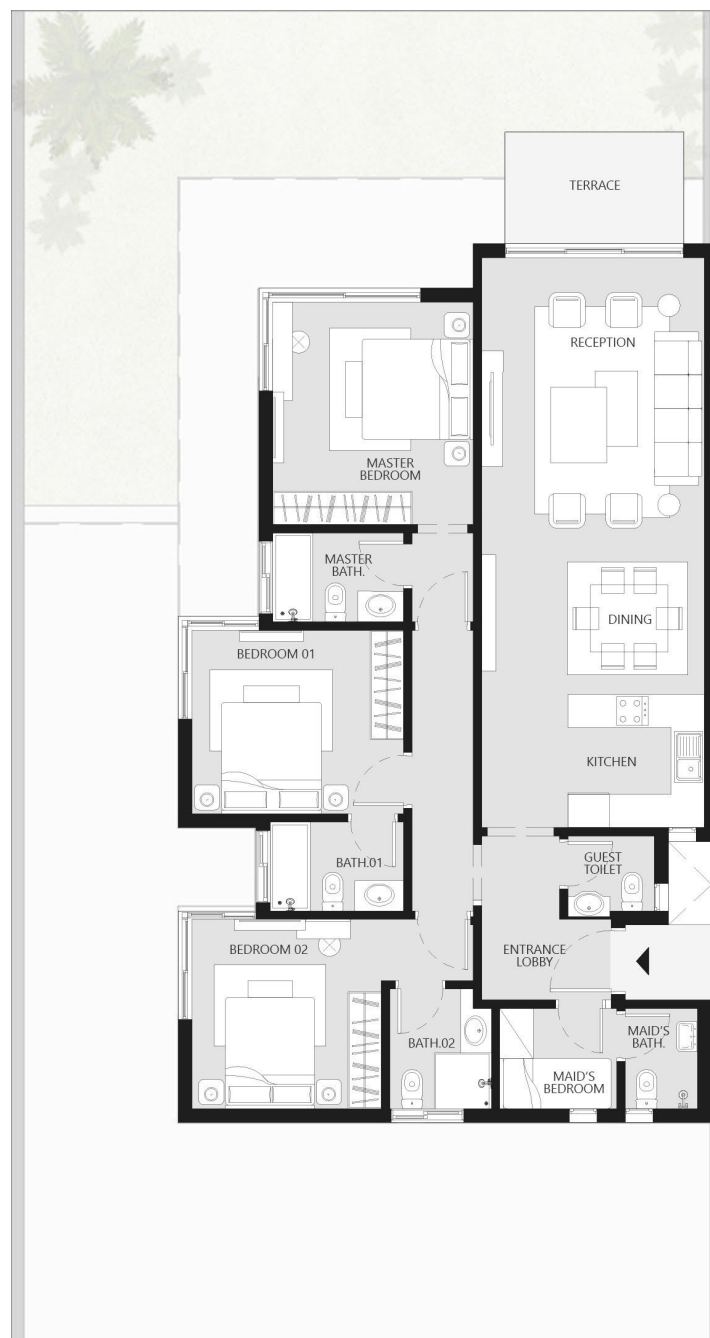 TERRACE
RECEPTION
MASTER
BEDROOM
MASTER
BATH.
DINING
BEDROOM 01
KITCHEN
BATH.01
GUEST
TOILET
BEDROOM 02
ENTRANCE
LOBBY
BATH.02
MAID'S
BATH.
MAID'S
BEDROOM